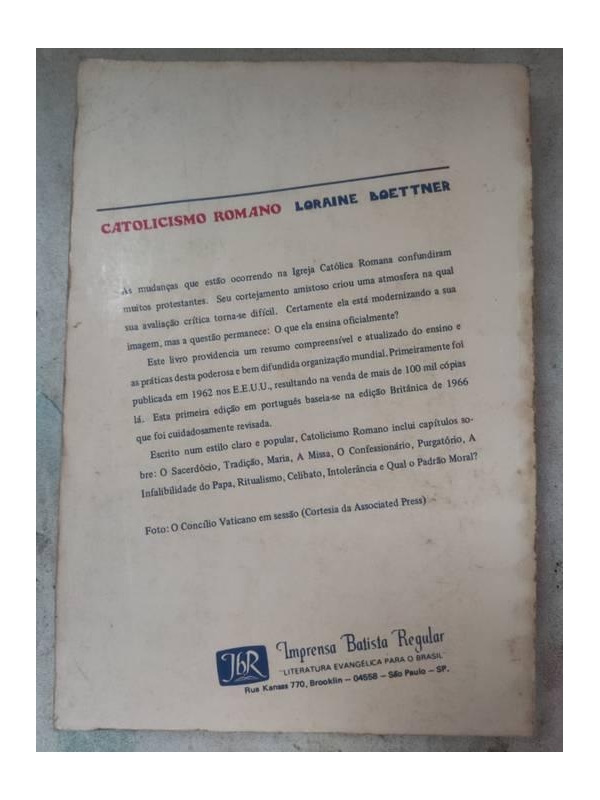 CATOLICISMO ROMANO LORAINE BOETTNER
As mudanças que estão ocorrendo na Igreja Católica Romana confundiram
muitos protestantes. Seu cortejamento amistoso criou uma atmosfera na qual
sua avaliação crítica torna-se difícil. Certamente ela está modernizando a sua
imagem, mas a questão permanece: O que ela ensina oficialmente?
Este livro providencia um resumo compreensível e atualizado do ensino e
as práticas desta poderosa e bem difundida organização mundial. Primeiramente foi
publicada em 1962 nos E.E.U.U., resultando na venda de mais de 100 mil cópias
lá. Esta primeira edição em português baseia-se na edição Britânica de 1966
que foi cuidadosamente revisada.
Escrito num estilo claro e popular, Catolicismo Romano inclui capítulos so-
bre: O Sacerdócio, Tradição, Maria, A Missa, O Confessionário, Purgatório, A
Infalibilidade do Papa, Ritualismo, Celibato, Intolerância e Qual o Padrão Moral?
Foto: O Concílio Vaticano em sessão (Cortesia da Associated Press)
IbR Imprensa Batista Regular
"LITERATURA EVANGÉLICA PARA O BRASIL"
Rua Kansas 770, Brooklin – 04558 – São Paulo – SP.